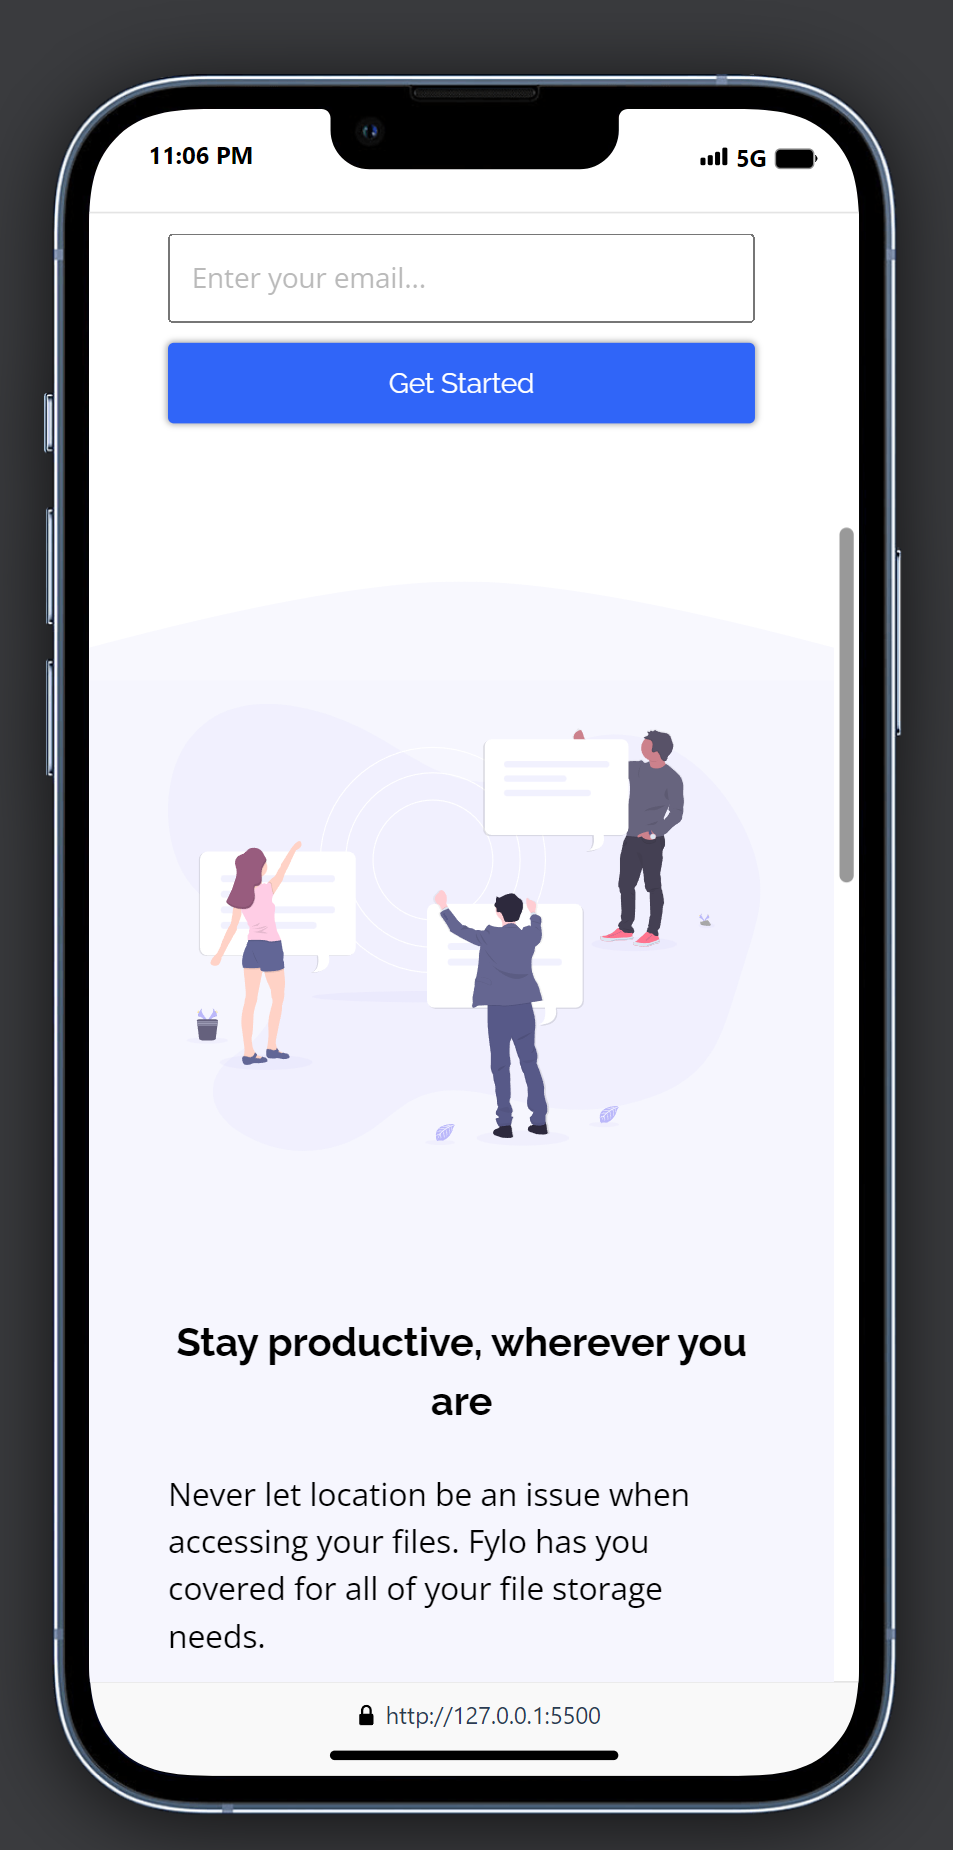 11:06 PM
5G
Enter your email...
Get Started
Stay productive, wherever you
are
Never let location be an issue when
accessing your files. Fylo has you
covered for all of your file storage
needs.
http://127.0.0.1:5500